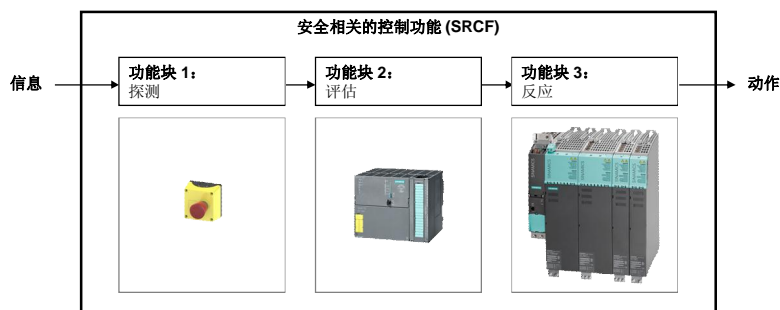 安全相关的控制功能 (SRCF)
信息
功能块 1：
探测
功能块 2：
评估
功能块 3：
反应
动作